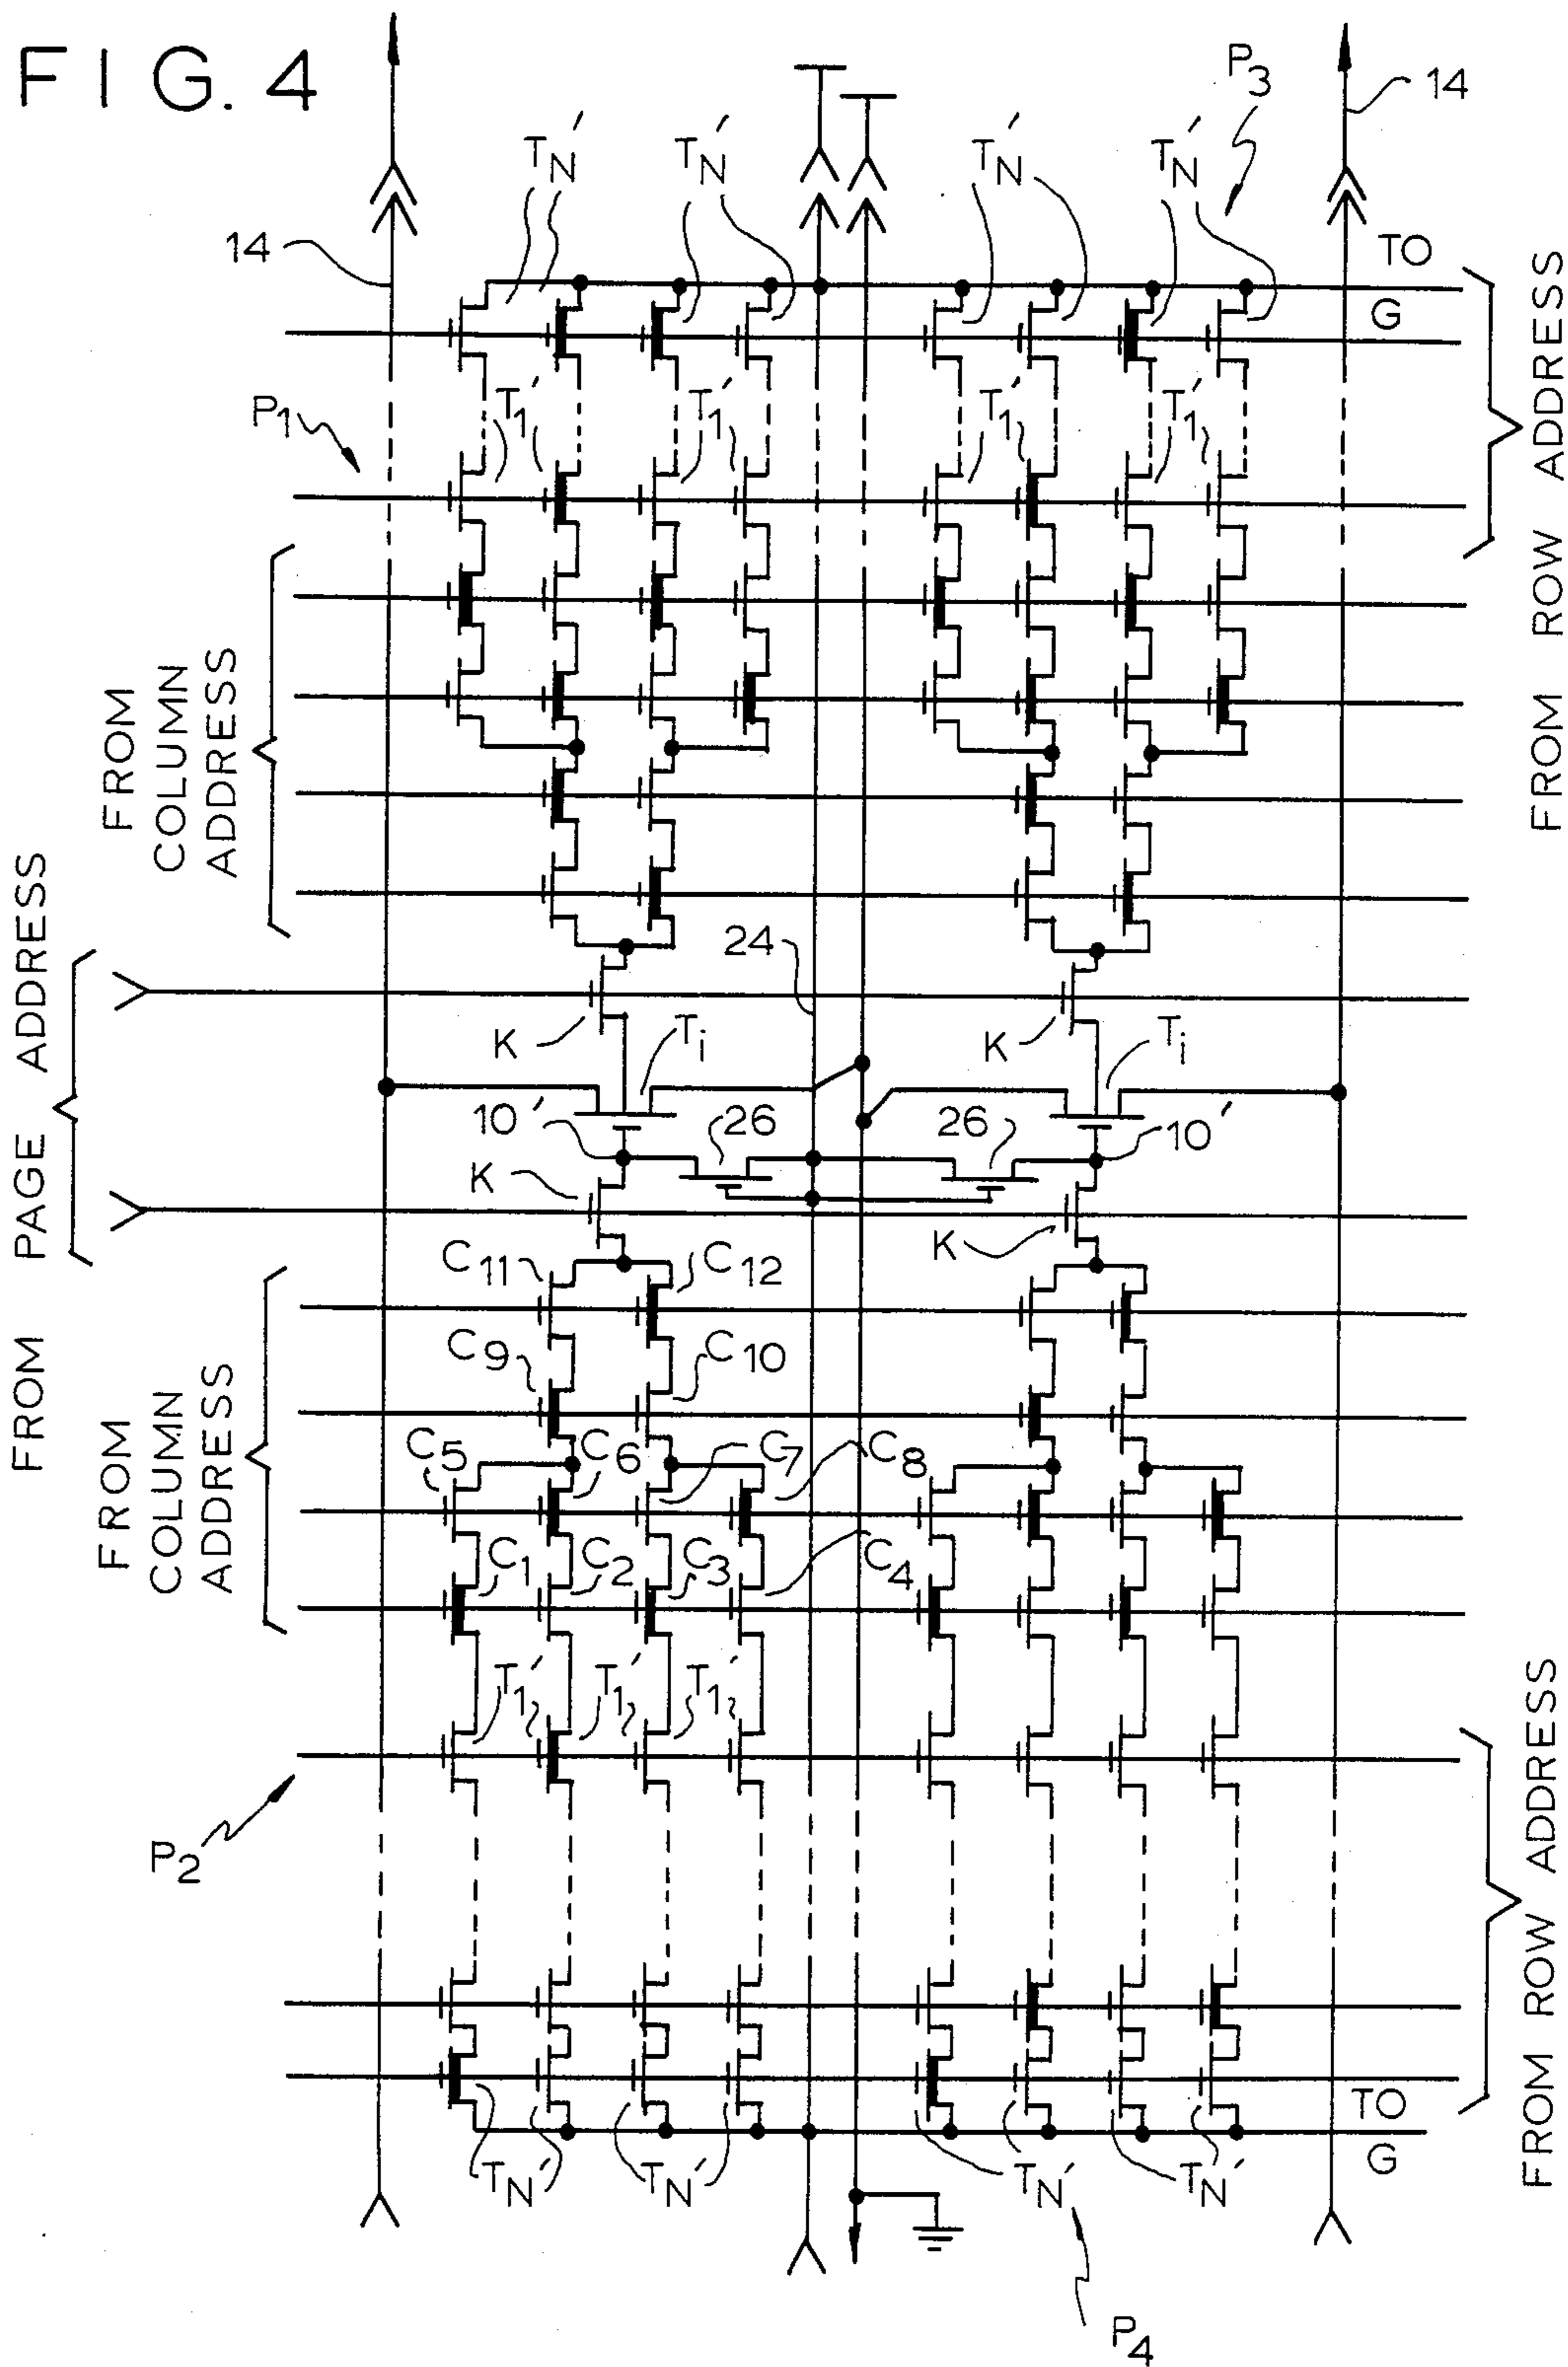 FIG. 4
P3
14
TN' TN' TN' TN'
14
TO
G
P1
T1' T1' T1' T1'
FROM ROW ADDRESS
FROM
COLUMN
ADDRESS
24
FROM PAGE ADDRESS
K Ti K Ti
10' 26 26 10'
K
K
C11 C12
C9 C10
FROM
COLUMN
ADDRESS
C5 C6 C7 C8
C1 C2 C3 C4
T1' T1' T1'
P2
FROM ROW ADDRESS
TO
G
TN' TN' TN' TN'
P4